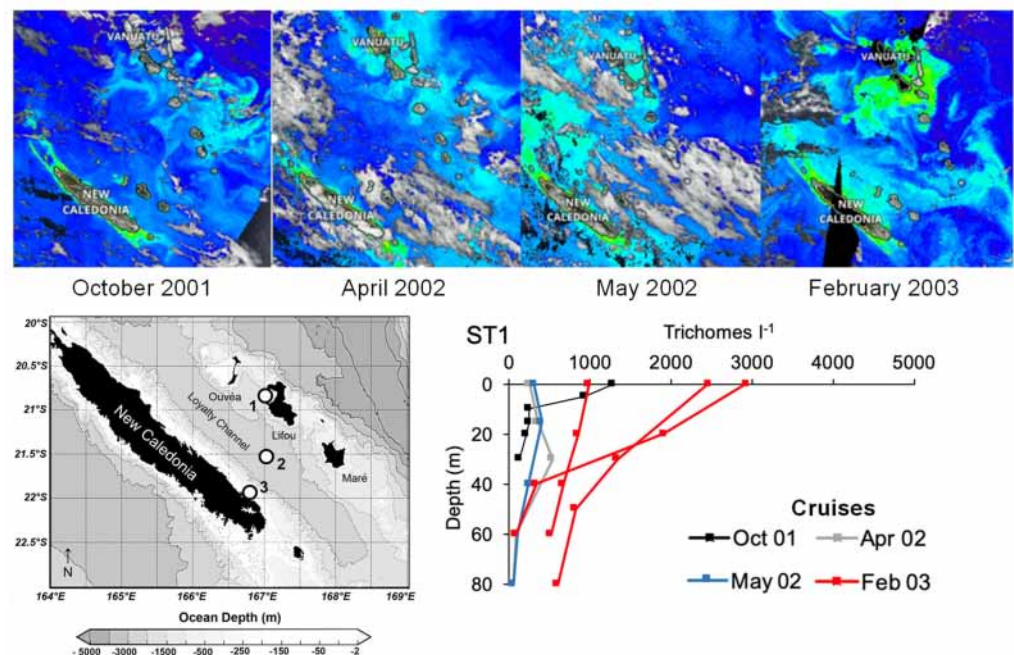 VANUATU
NEW
CALEDONIA
VANUATU
NEW
CALEDONIA
VANUATU
NEW
CALEDONIA
VANUATU
NEW
CALEDONIA
October 2001
April 2002
May 2002
February 2003
20°S
20.5°S
21°S
21.5°S
22°S
22.5°S
164°E
165°E
166°E
167°E
168°E
169°E
New Caledonia
Loyalty Channel
Ouvéa
Lifou
Maré
1
2
3
N
Ocean Depth (m)
- 5000 -3000 -1500 -500 -250 -150 -50 -2
ST1
Trichomes l-1
0 1000 2000 3000 4000 5000
0
20
40
60
80
Depth (m)
Cruises
Oct 01
Apr 02
May 02
Feb 03